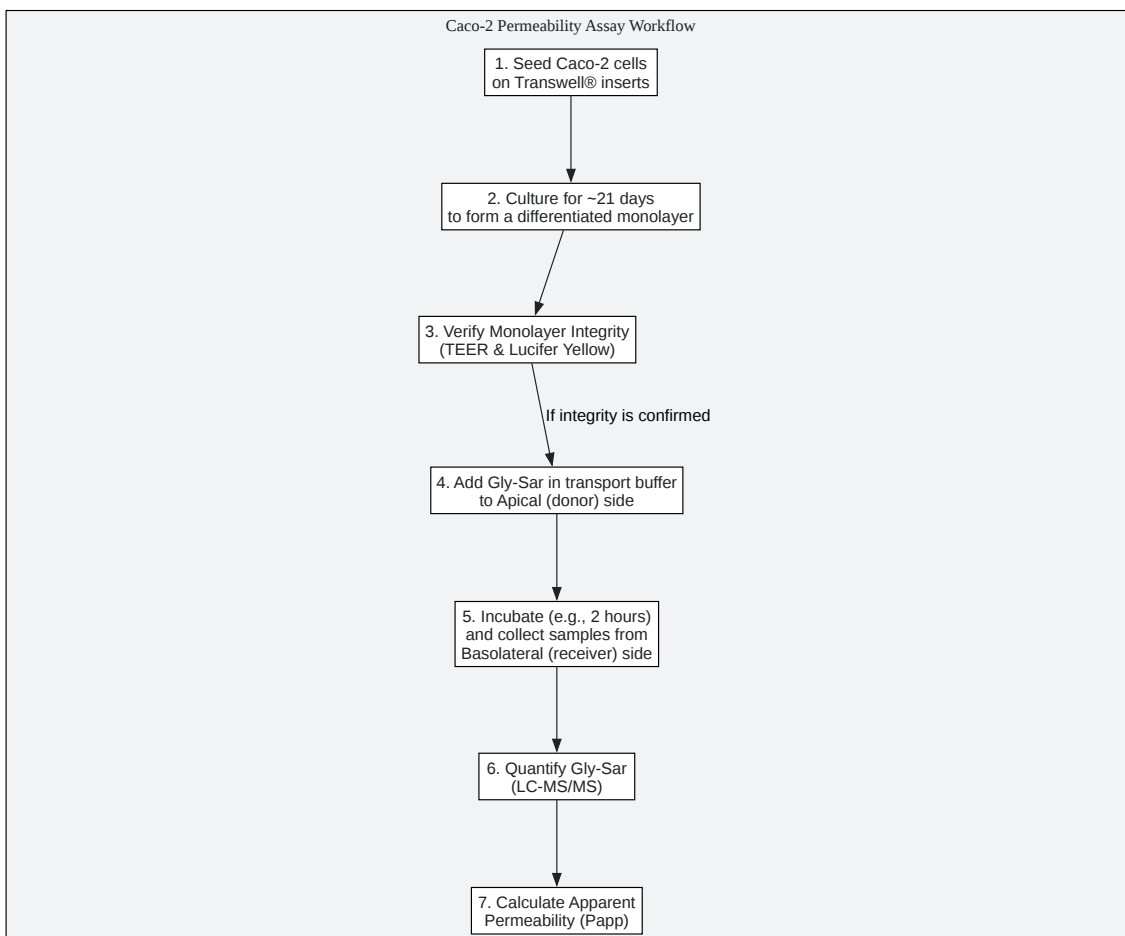 Caco-2 Permeability Assay Workflow
1. Seed Caco-2 cells
on Transwell® inserts
2. Culture for ~21 days
to form a differentiated monolayer
3. Verify Monolayer Integrity
(TEER & Lucifer Yellow)
If integrity is confirmed
4. Add Gly-Sar in transport buffer
to Apical (donor) side
5. Incubate (e.g., 2 hours)
and collect samples from
Basolateral (receiver) side
6. Quantify Gly-Sar
(LC-MS/MS)
7. Calculate Apparent
Permeability (Papp)